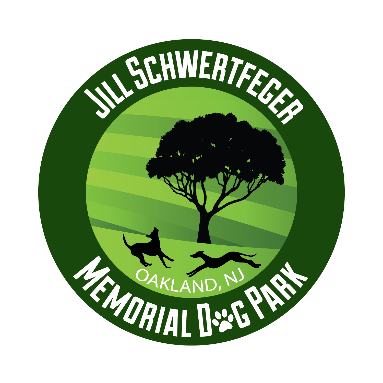 JILL SCHWERTFEGER
OAKLAND, NJ
MEMORIAL DOG PARK